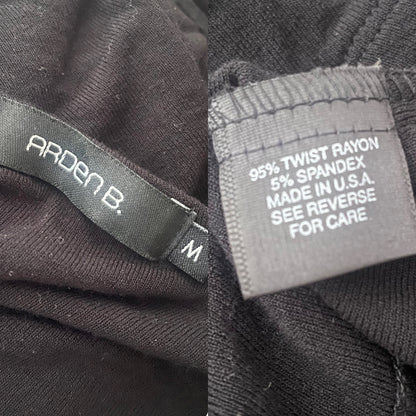 ARDEN B.
M
95% TWIST RAYON
5% SPANDEX
MADE IN U.S.A.
SEE REVERSE
FOR CARE